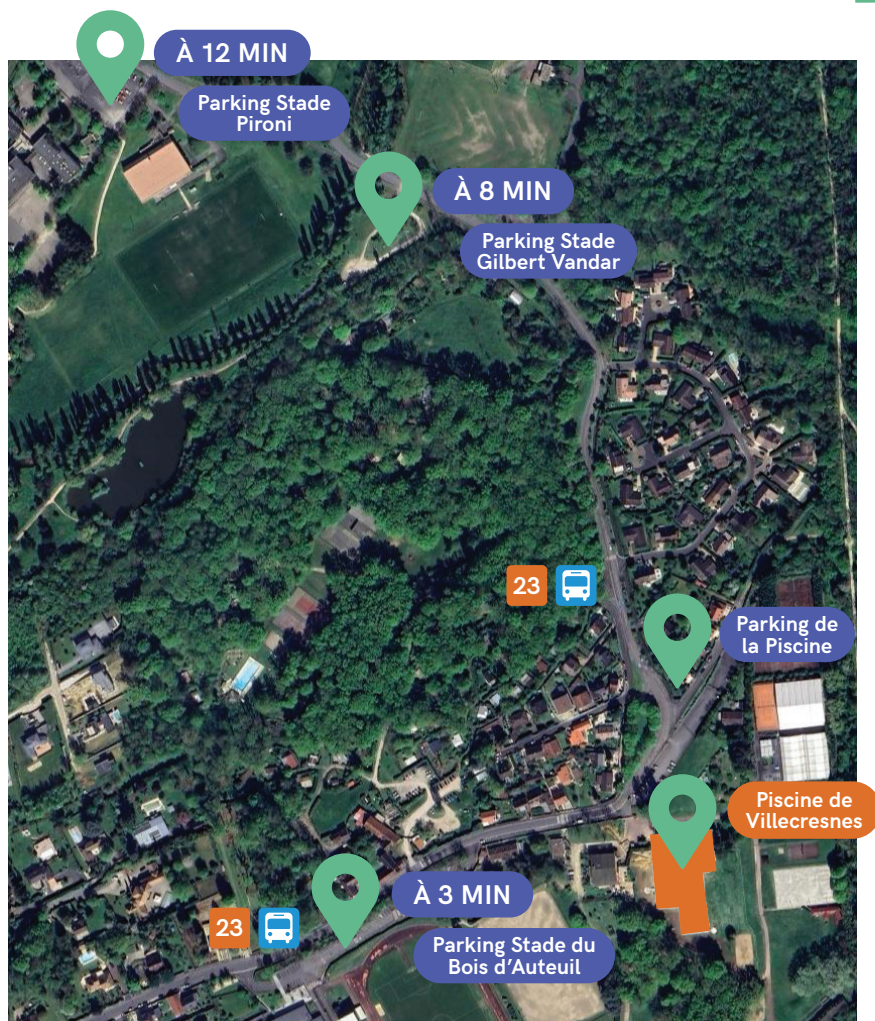 À 12 MIN
Parking Stade
Pironi
À 8 MIN
Parking Stade
Gilbert Vandar
23
Parking de
la Piscine
Piscine de
Villecresnes
À 3 MIN
23
Parking Stade du
Bois d’Auteuil